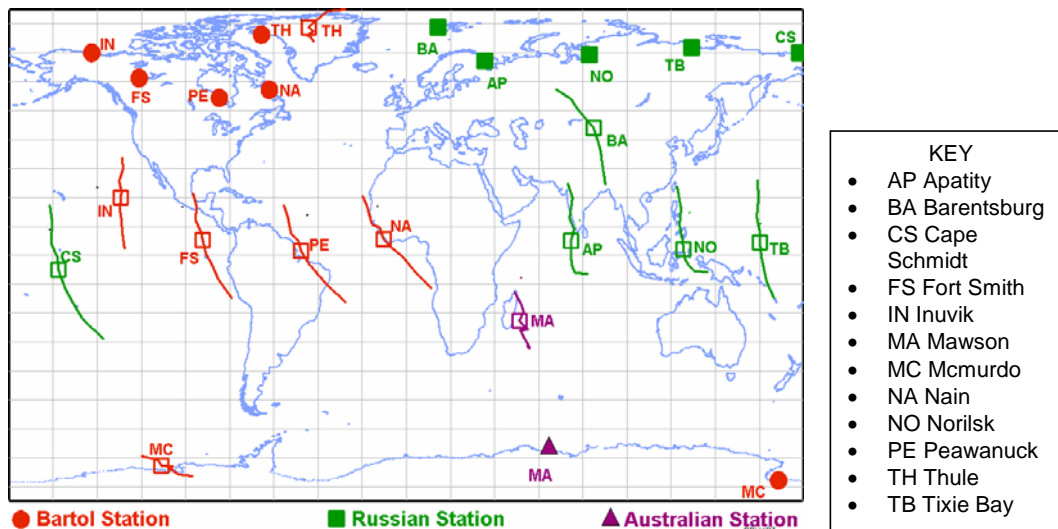 TH
TH
IN
BA
CS
AP
NO
TB
FS
PE
NA
BA
IN
CS
FS
PE
NA
AP
NO
TB
MA
MC
MA
MC
Bartol Station
Russian Station
Australian Station
KEY
• AP Apatity
• BA Barentsburg
• CS Cape
Schmidt
• FS Fort Smith
• IN Inuvik
• MA Mawson
• MC Mcmurdo
• NA Nain
• NO Norilsk
• PE Peawanuck
• TH Thule
• TB Tixie Bay